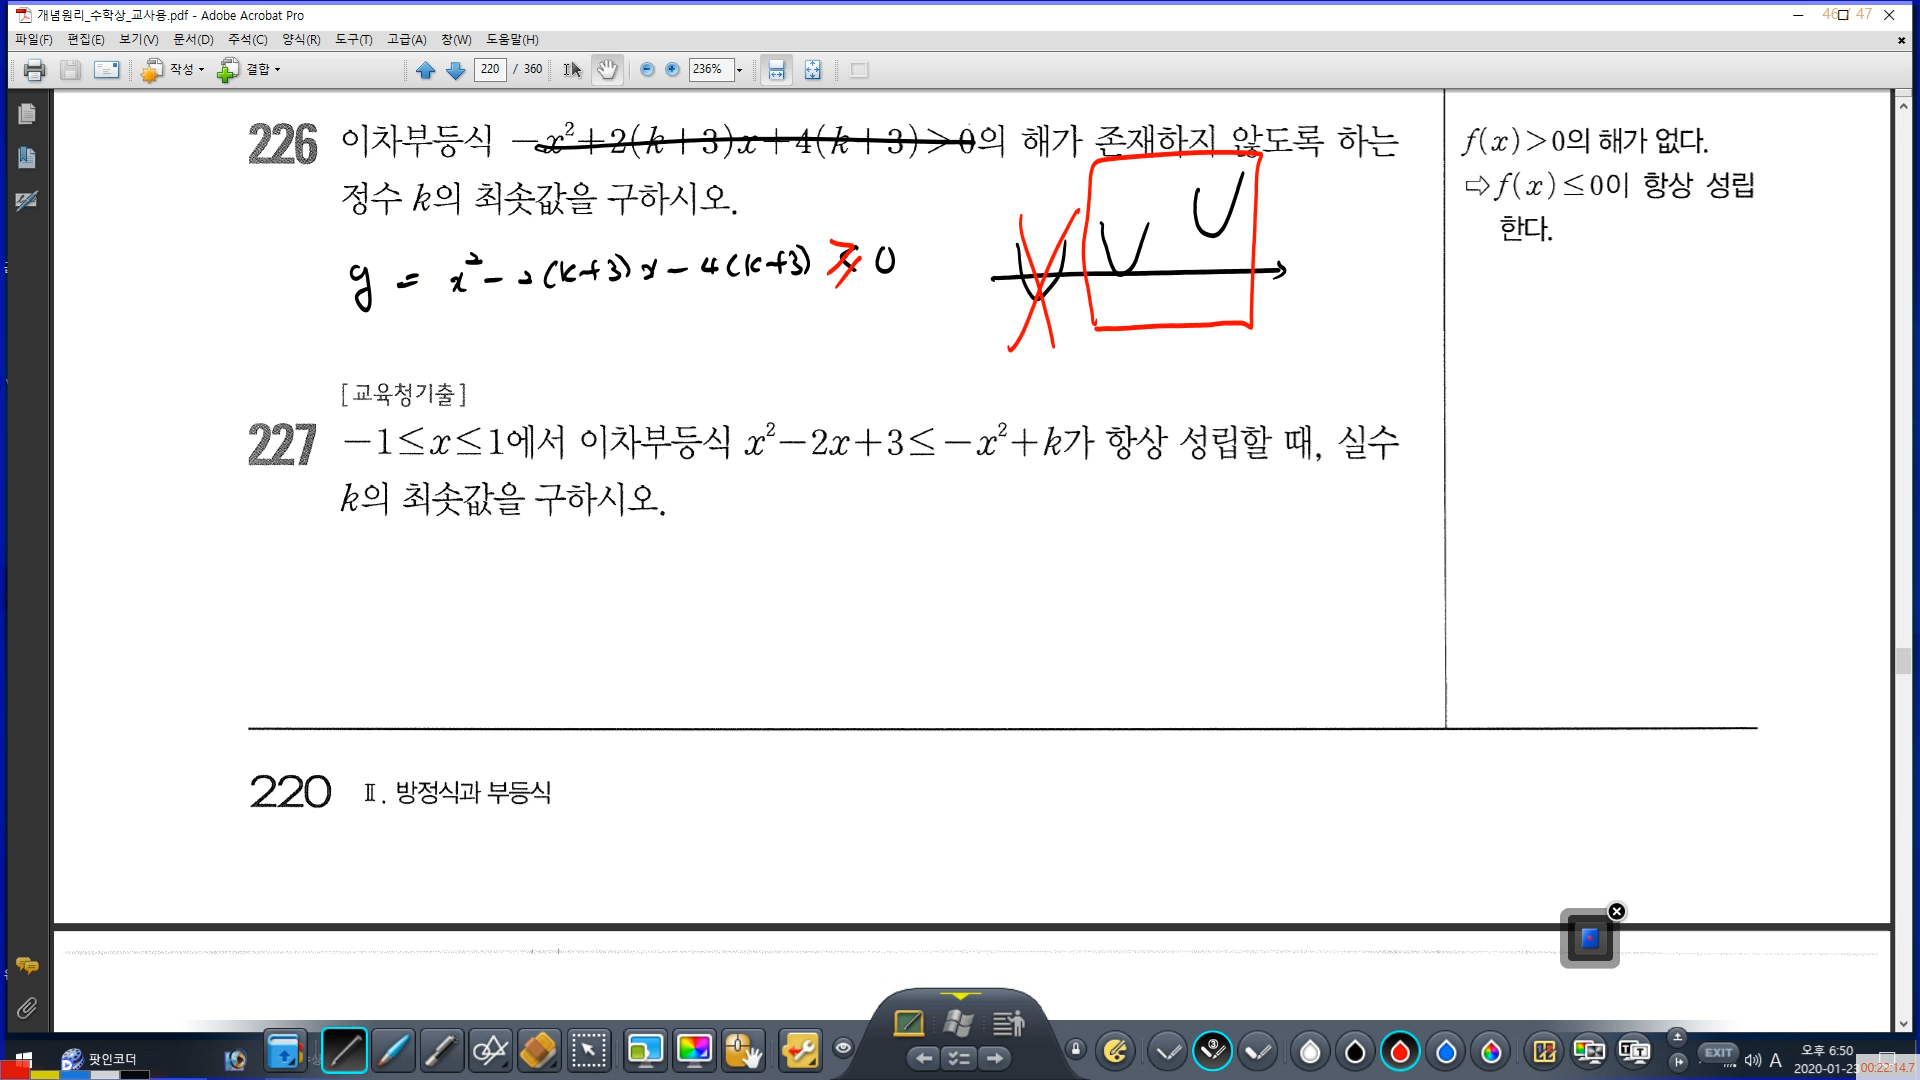 개념원리_수학상_교사용.pdf - Adobe Acrobat Pro
46 / 47
파일(F) 편집(E) 보기(V) 문서(D) 주석(C) 양식(R) 도구(T) 고급(A) 창(W) 도움말(H)
작성 결합 220 / 360 236%
226 이차부등식 -x²+2(k+3)x+4(k+3)>0의 해가 존재하지 않도록 하는
정수 k의 최솟값을 구하시오.
f(x)>0의 해가 없다.
⇨f(x)≤0이 항상 성립
한다.
y = x² - 2(k+3)x - 4(k+3) ≥ 0
[교육청기출]
227 -1≤x≤1에서 이차부등식 x²-2x+3≤-x²+k가 항상 성립할 때, 실수
k의 최솟값을 구하시오.
220 Ⅱ. 방정식과 부등식
팟인코더
EXIT
A
오후 6:50
2020-01-23
00:22:14.7